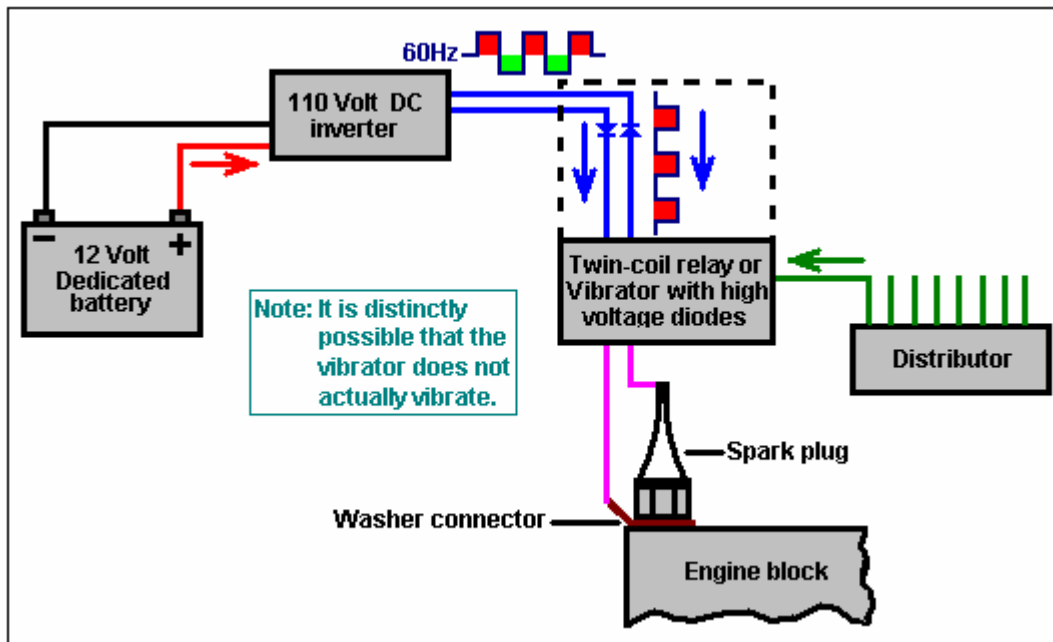 60Hz
110 Volt DC
inverter
12 Volt
Dedicated
battery
Note: It is distinctly
possible that the
vibrator does not
actually vibrate.
Twin-coil relay or
Vibrator with high
voltage diodes
Distributor
Spark plug
Washer connector
Engine block